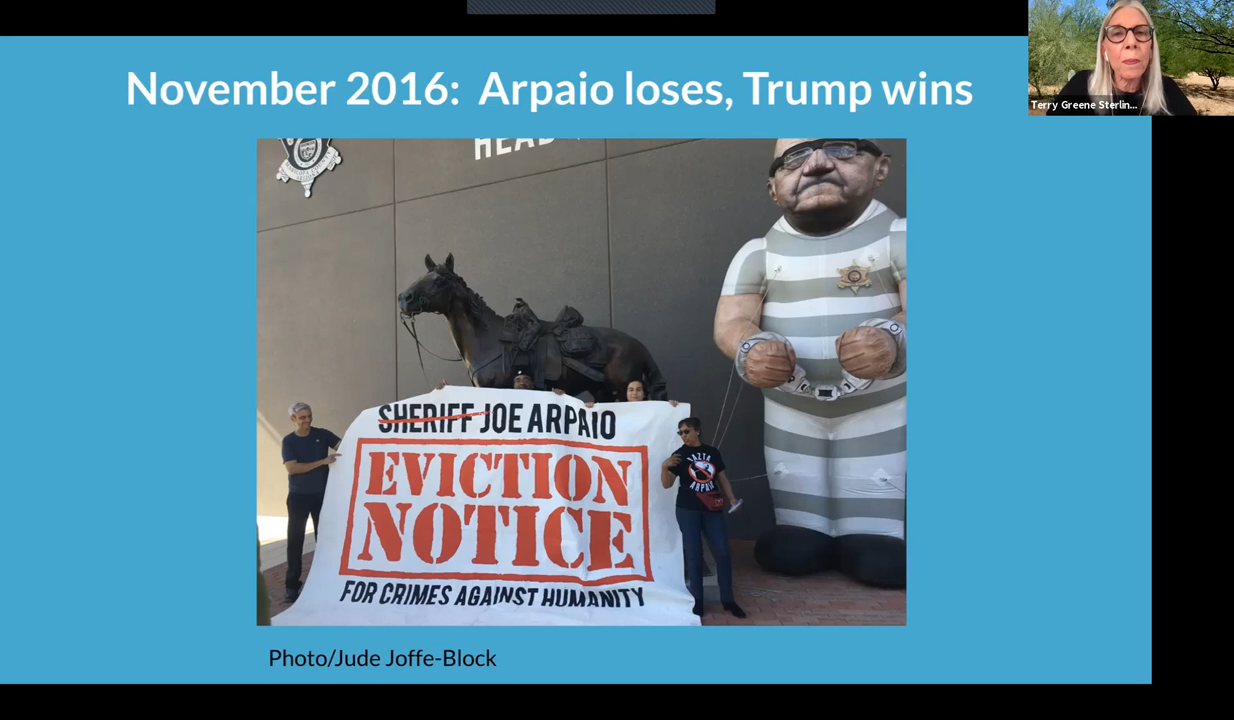 November 2016: Arpaio loses, Trump wins
Terry Greene Sterlin...
SHERIFF JOE ARPAIO
EVICTION
NOTICE
FOR CRIMES AGAINST HUMANITY
ARPAIO
Photo/Jude Joffe-Block